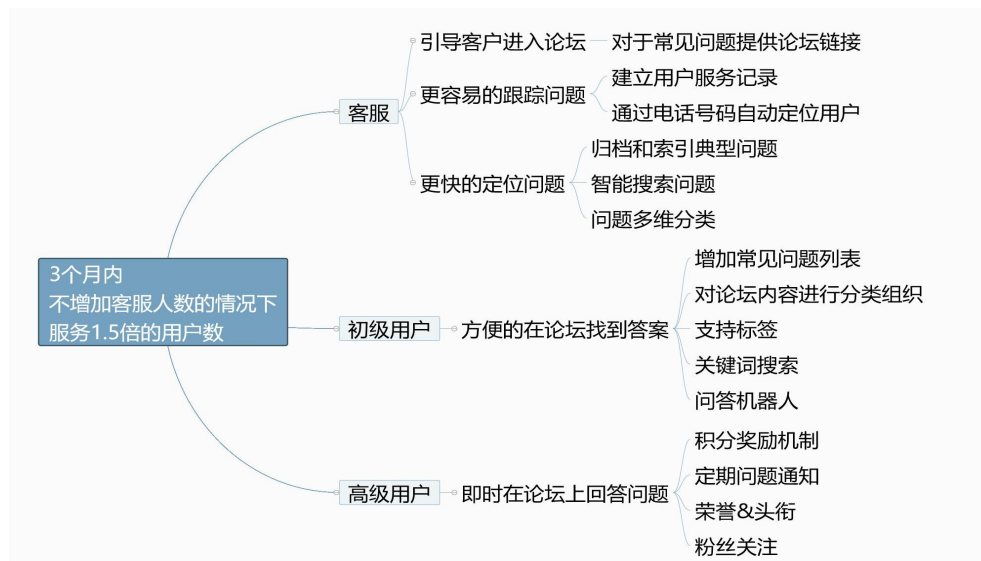 3个月内
不增加客服人数的情况下
服务1.5倍的用户数
客服
引导客户进入论坛
对于常见问题提供论坛链接
更容易的跟踪问题
建立用户服务记录
通过电话号码自动定位用户
更快的定位问题
归档和索引典型问题
智能搜索问题
问题多维分类
初级用户
方便的在论坛找到答案
增加常见问题列表
对论坛内容进行分类组织
支持标签
关键词搜索
问答机器人
高级用户
即时在论坛上回答问题
积分奖励机制
定期问题通知
荣誉&头衔
粉丝关注